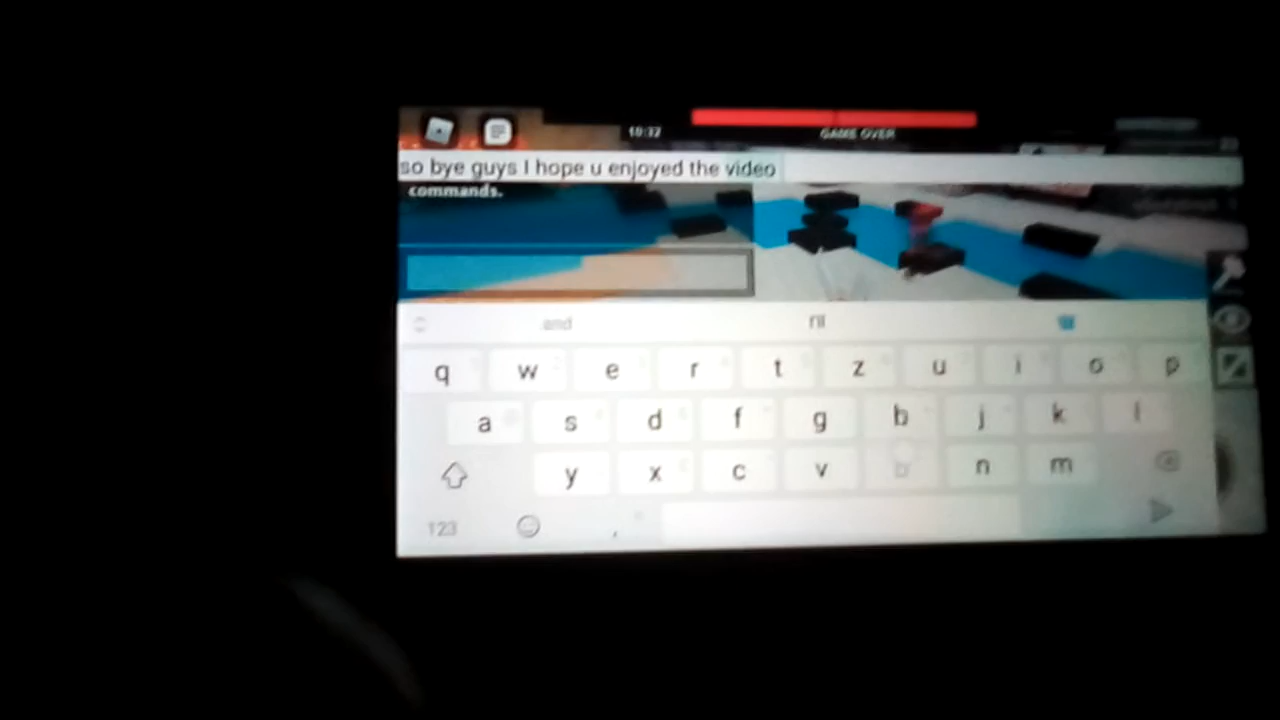 10:32
GAME OVER
so bye guys I hope u enjoyed the video
commands.
and
q w e r t z u i o p
a s d f g b j k l
y x c v b n m
123 ,